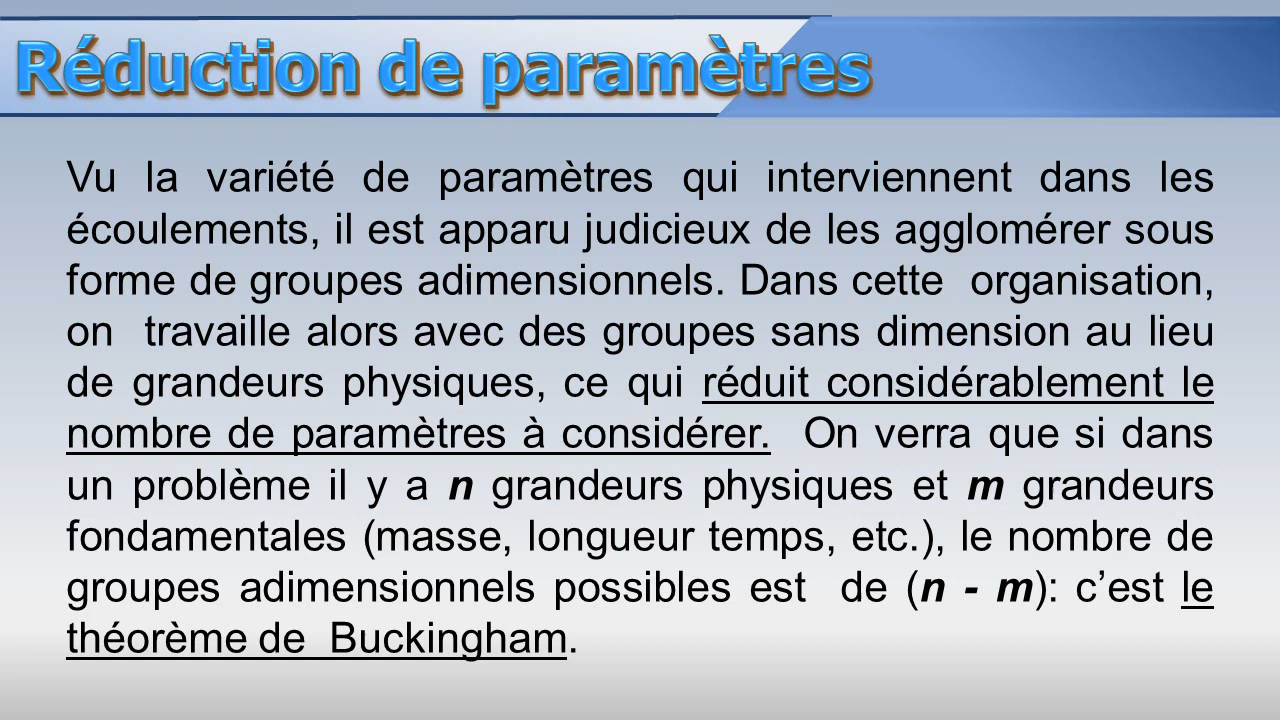 Réduction de paramètres
Vu la variété de paramètres qui interviennent dans les
écoulements, il est apparu judicieux de les agglomérer sous
forme de groupes adimensionnels. Dans cette organisation,
on travaille alors avec des groupes sans dimension au lieu
de grandeurs physiques, ce qui réduit considérablement le
nombre de paramètres à considérer. On verra que si dans
un problème il y a n grandeurs physiques et m grandeurs
fondamentales (masse, longueur temps, etc.), le nombre de
groupes adimensionnels possibles est de (n - m): c’est le
théorème de Buckingham.